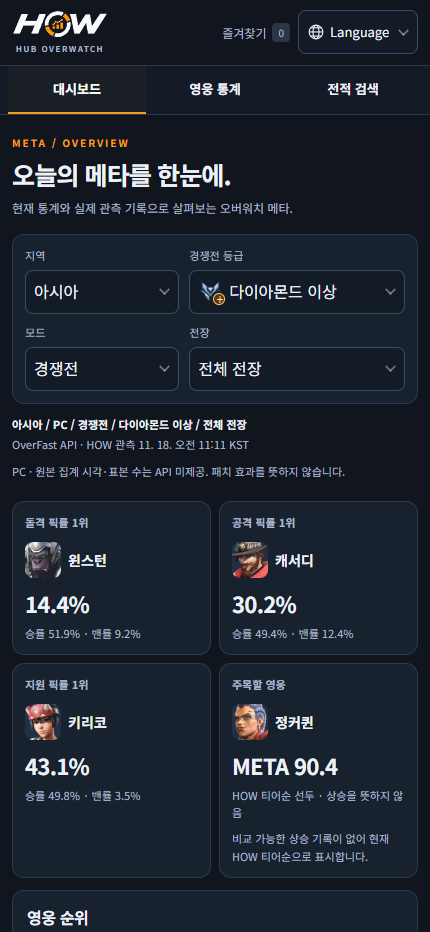 HOW
HUB OVERWATCH
즐겨찾기 0
Language
대시보드 영웅 통계 전적 검색
META / OVERVIEW
오늘의 메타를 한눈에.
현재 통계와 실제 관측 기록으로 살펴보는 오버워치 메타.
지역 경쟁전 등급
아시아 다이아몬드 이상
모드 전장
경쟁전 전체 전장
아시아 / PC / 경쟁전 / 다이아몬드 이상 / 전체 전장
OverFast API · HOW 관측 11. 18. 오전 11:11 KST
PC · 원본 집계 시각·표본 수는 API 미제공. 패치 효과를 뜻하지 않습니다.
돌격 픽률 1위
윈스턴
14.4%
승률 51.9% · 밴률 9.2%
공격 픽률 1위
캐서디
30.2%
승률 49.4% · 밴률 12.4%
지원 픽률 1위
키리코
43.1%
승률 49.8% · 밴률 3.5%
주목할 영웅
정커퀸
META 90.4
HOW 티어순 선두 · 상승을 뜻하지 않
음
비교 가능한 상승 기록이 없어 현재
HOW 티어순으로 표시합니다.
영웅 순위